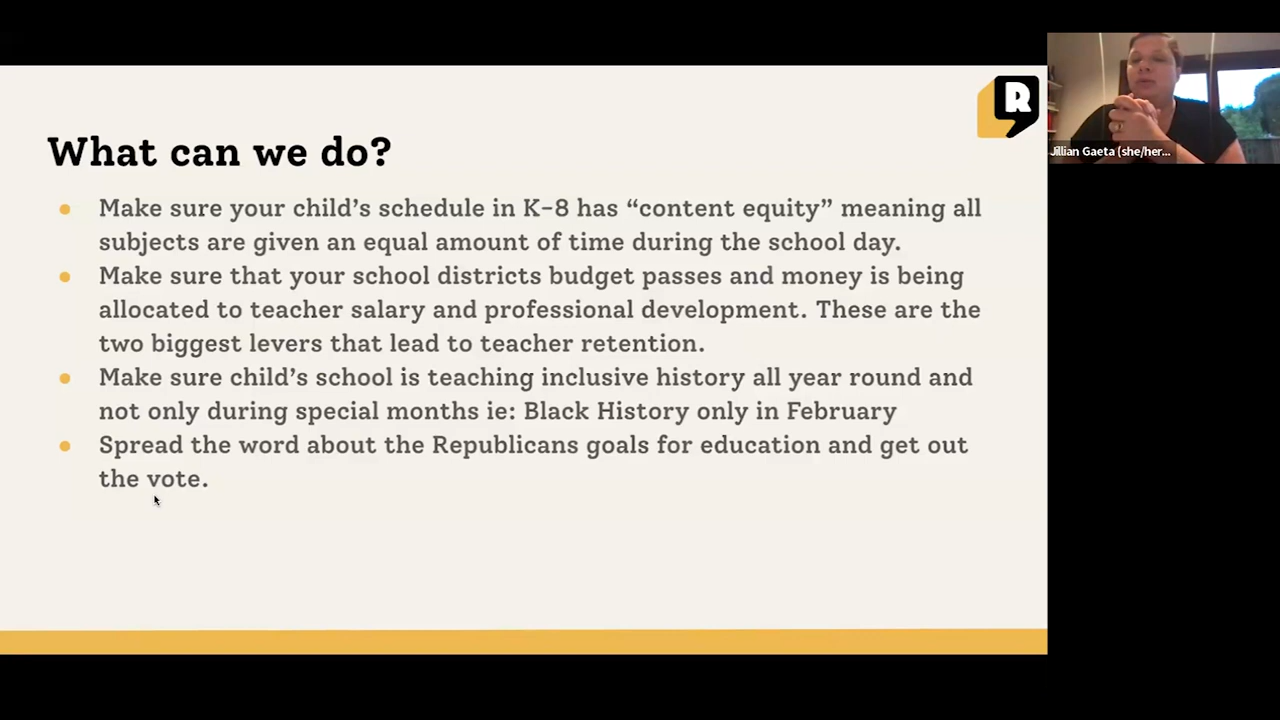 R
What can we do?
Make sure your child’s schedule in K-8 has “content equity” meaning all
subjects are given an equal amount of time during the school day.
Make sure that your school districts budget passes and money is being
allocated to teacher salary and professional development. These are the
two biggest levers that lead to teacher retention.
Make sure child’s school is teaching inclusive history all year round and
not only during special months ie: Black History only in February
Spread the word about the Republicans goals for education and get out
the vote.
Jillian Gaeta (she/her...